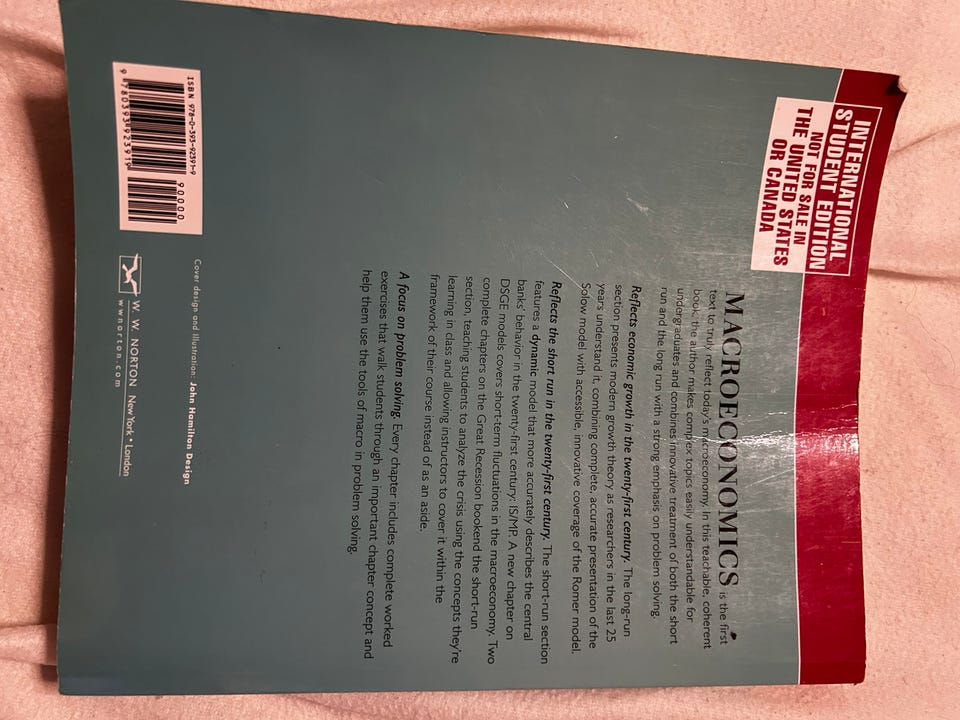 INTERNATIONAL
STUDENT EDITION
NOT FOR SALE IN
THE UNITED STATES
OR CANADA
MACROECONOMICS is the first
text to truly reflect today's macroeconomy. In this teachable, coherent
book, the author makes complex topics easily understandable for
undergraduates and combines innovative treatment of both the short
run and the long run with a strong emphasis on problem solving.
Reflects economic growth in the twenty-first century. The long-run
section presents modern growth theory as researchers in the last 25
years understand it, combining complete, accurate presentation of the
Solow model with accessible, innovative coverage of the Romer model.
Reflects the short run in the twenty-first century. The short-run section
features a dynamic model that more accurately describes the central
banks' behavior in the twenty-first century: IS/MP. A new chapter on
DSGE models covers short-term fluctuations in the macroeconomy. Two
complete chapters on the Great Recession bookend the short-run
section, teaching students to analyze the crisis using the concepts they're
learning in class and allowing instructors to cover it within the
framework of their course instead of as an aside.
A focus on problem solving. Every chapter includes complete worked
exercises that walk students through an important chapter concept and
help them use the tools of macro in problem solving.
Cover design and illustration: John Hamilton Design
W. W. NORTON New York • London
www.wnorton.com
ISBN 978-0-393-92391-9
90000
9 780393 923919